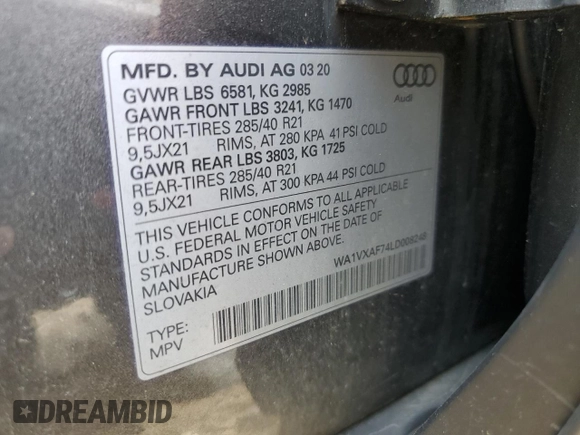 MFD. BY AUDI AG 03 20
GVWR LBS 6581, KG 2985
GAWR FRONT LBS 3241, KG 1470
FRONT-TIRES 285/40 R21
9,5JX21 RIMS, AT 280 KPA 41 PSI COLD
GAWR REAR LBS 3803, KG 1725
REAR-TIRES 285/40 R21
9,5JX21 RIMS, AT 300 KPA 44 PSI COLD
THIS VEHICLE CONFORMS TO ALL APPLICABLE
U.S. FEDERAL MOTOR VEHICLE SAFETY
STANDARDS IN EFFECT ON THE DATE OF
MANUFACTURE SHOWN ABOVE.
SLOVAKIA
TYPE:
MPV
Audi
DREAMBID